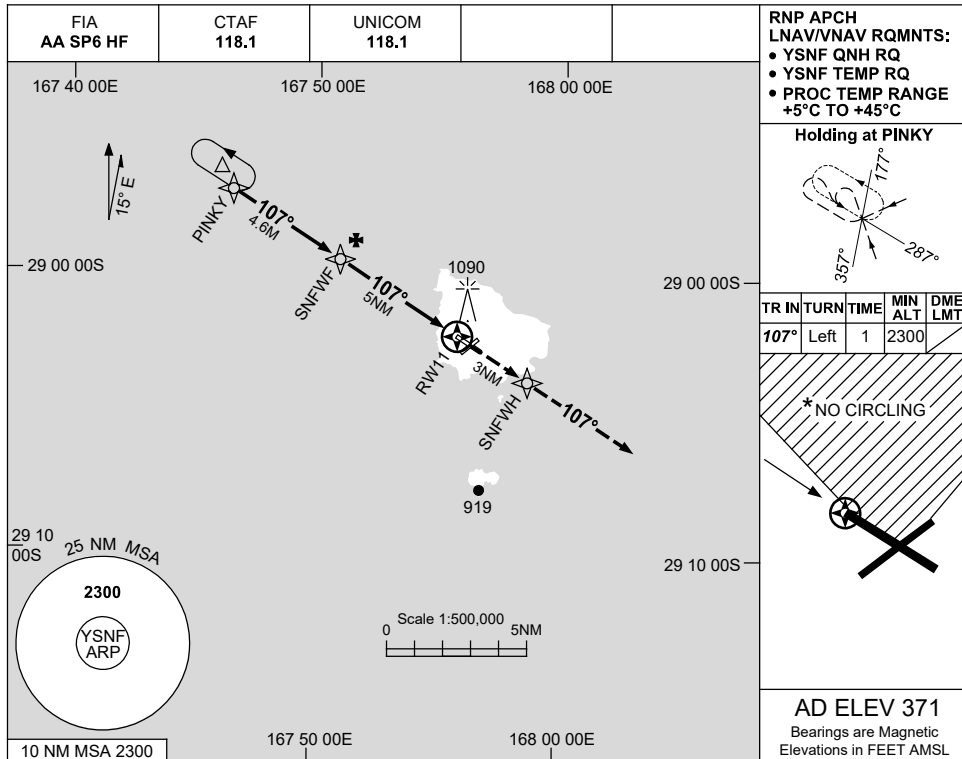 FIA
AA SP6 HF
CTAF
118.1
UNICOM
118.1
RNP APCH
LNAV/VNAV RQMNTS:
• YSNF QNH RQ
• YSNF TEMP RQ
• PROC TEMP RANGE
+5°C TO +45°C
167 40 00E
167 50 00E
168 00 00E
Holding at PINKY
177°
287°
357°
15° E
PINKY
107°
4.6M
SNFWF
107°
5NM
29 00 00S
1090
29 00 00S
RW11
3NM
SNFWH
107°
919
TR IN
TURN
TIME
MIN
ALT
DME
LMT
107°
Left
1
2300
*NO CIRCLING
29 10
00S
25 NM MSA
2300
YSNF
ARP
Scale 1:500,000
0
5NM
29 10 00S
10 NM MSA 2300
167 50 00E
168 00 00E
AD ELEV 371
Bearings are Magnetic
Elevations in FEET AMSL